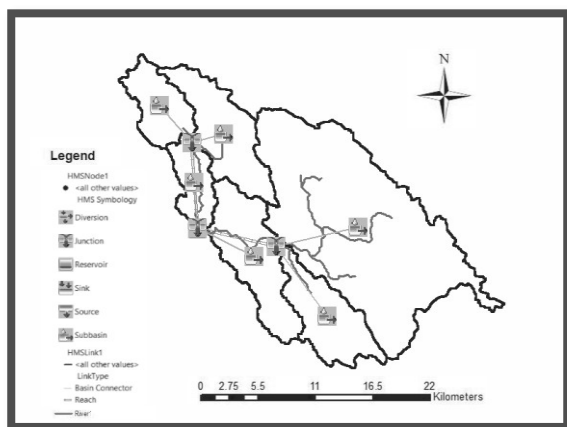 N
Legend
HMSNode1
<all other values>
HMS Symbology
Diversion
Junction
Reservoir
Sink
Source
Subbasin
HMSLink1
<all other values>
LinkType
Basin Connector
Reach
River
0 2.75 5.5 11 16.5 22
Kilometers